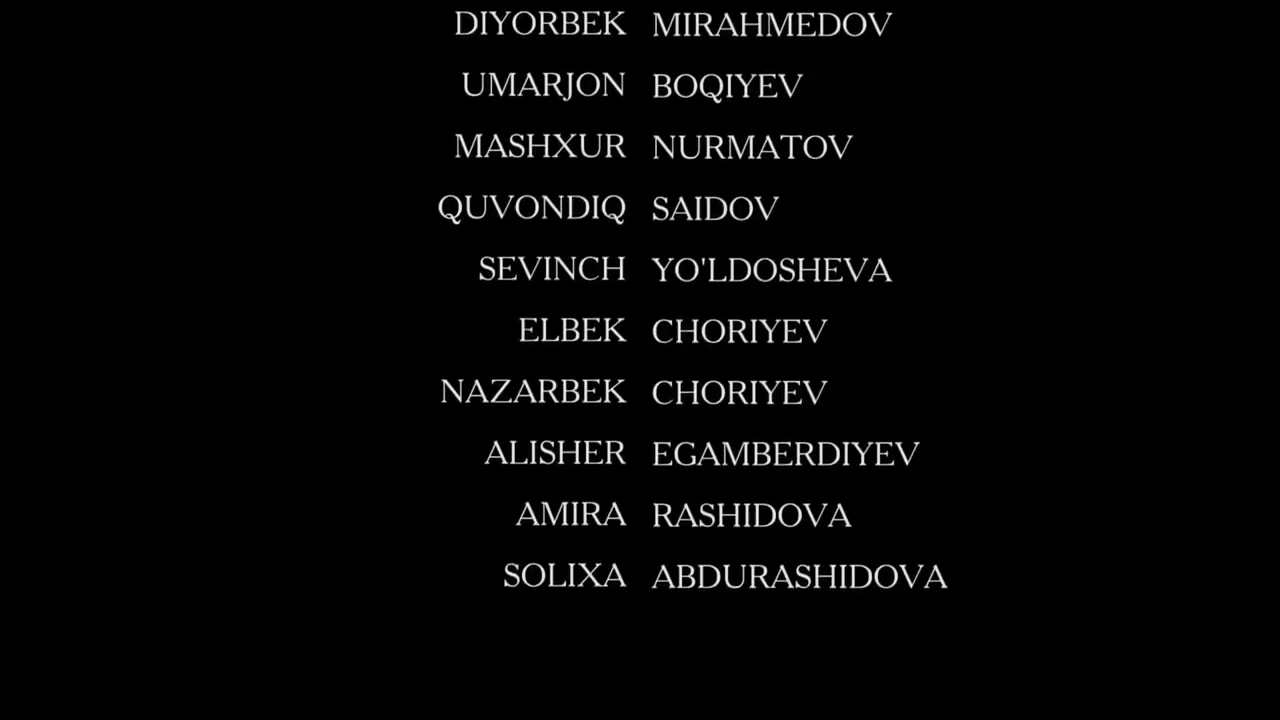 DIYORBEK MIRAHMEDOV
UMARJON BOQIYEV
MASHXUR NURMATOV
QUVONDIQ SAIDOV
SEVINCH YO'LDOSHEVA
ELBEK CHORIYEV
NAZARBEK CHORIYEV
ALISHER EGAMBERDIYEV
AMIRA RASHIDOVA
SOLIXA ABDURASHIDOVA